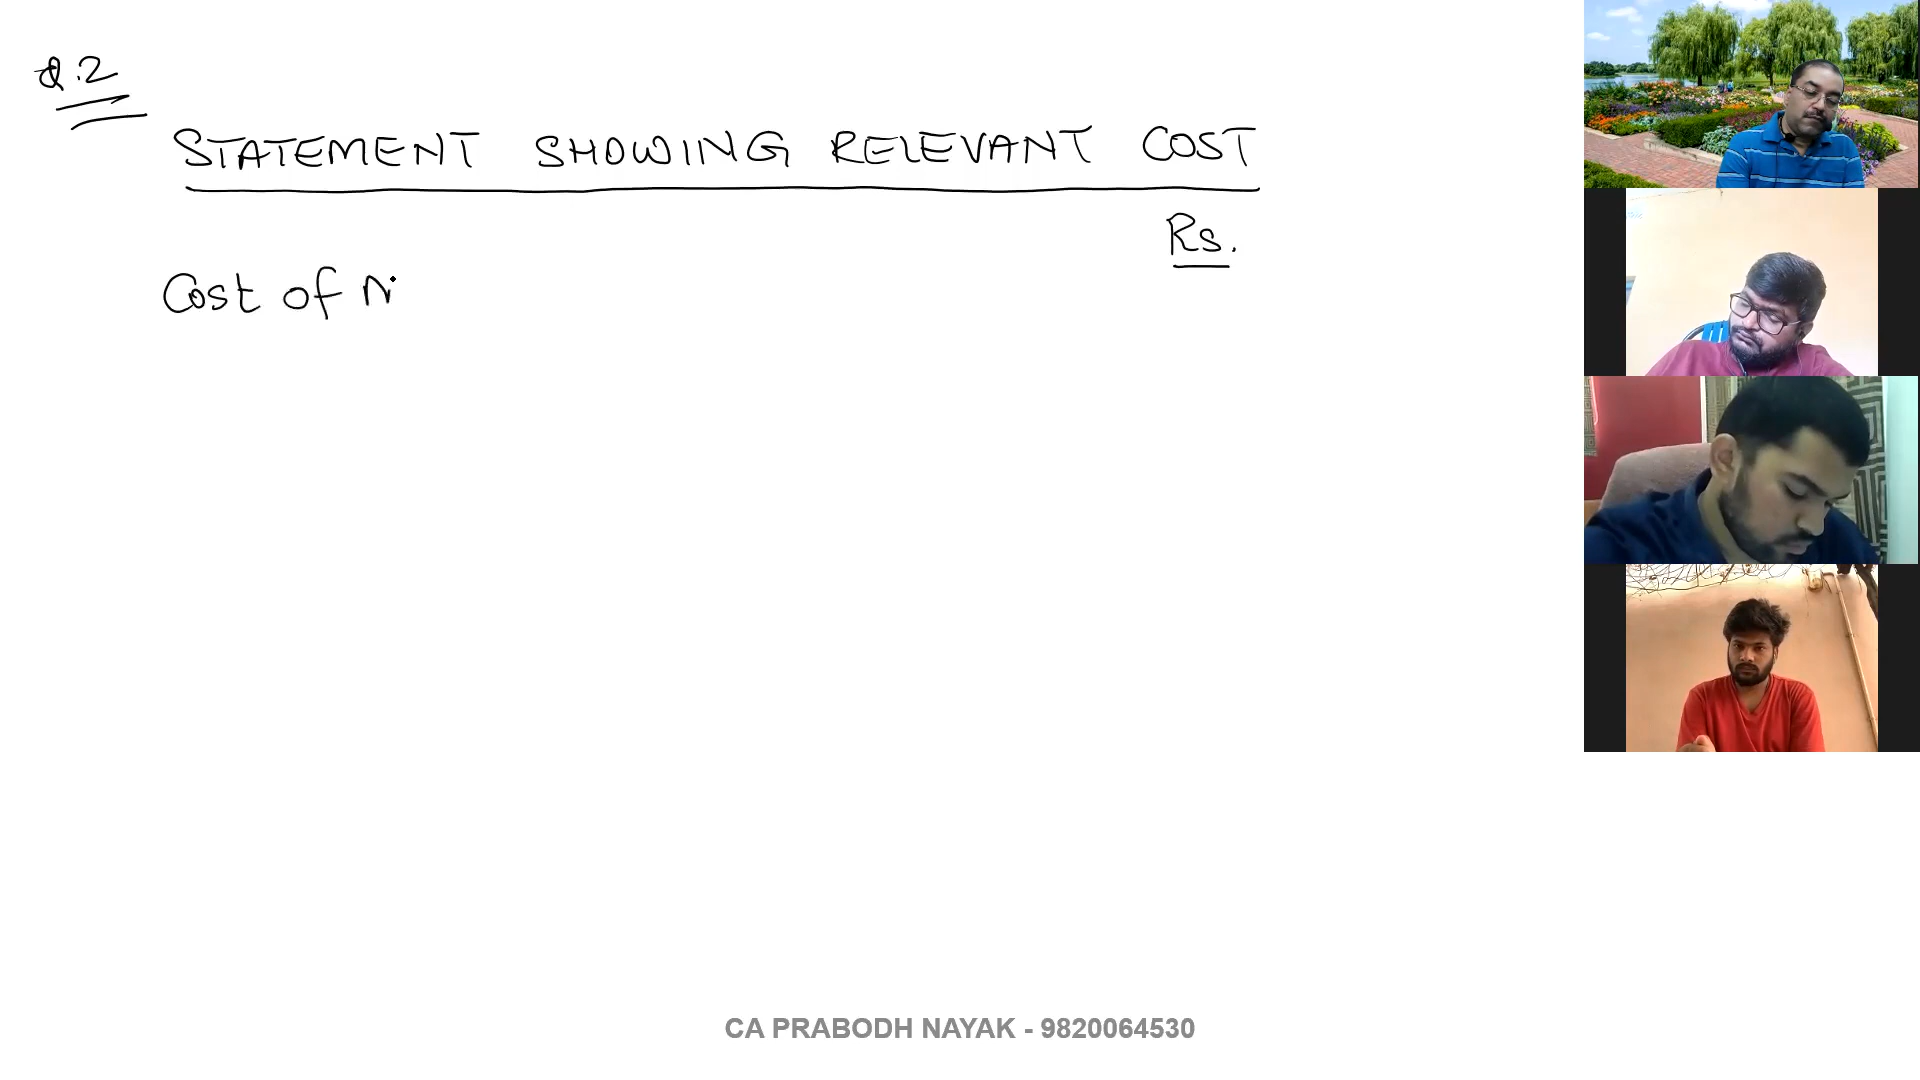 Q.2
STATEMENT SHOWING RELEVANT COST
Rs.
Cost of
CA PRABODH NAYAK - 9820064530